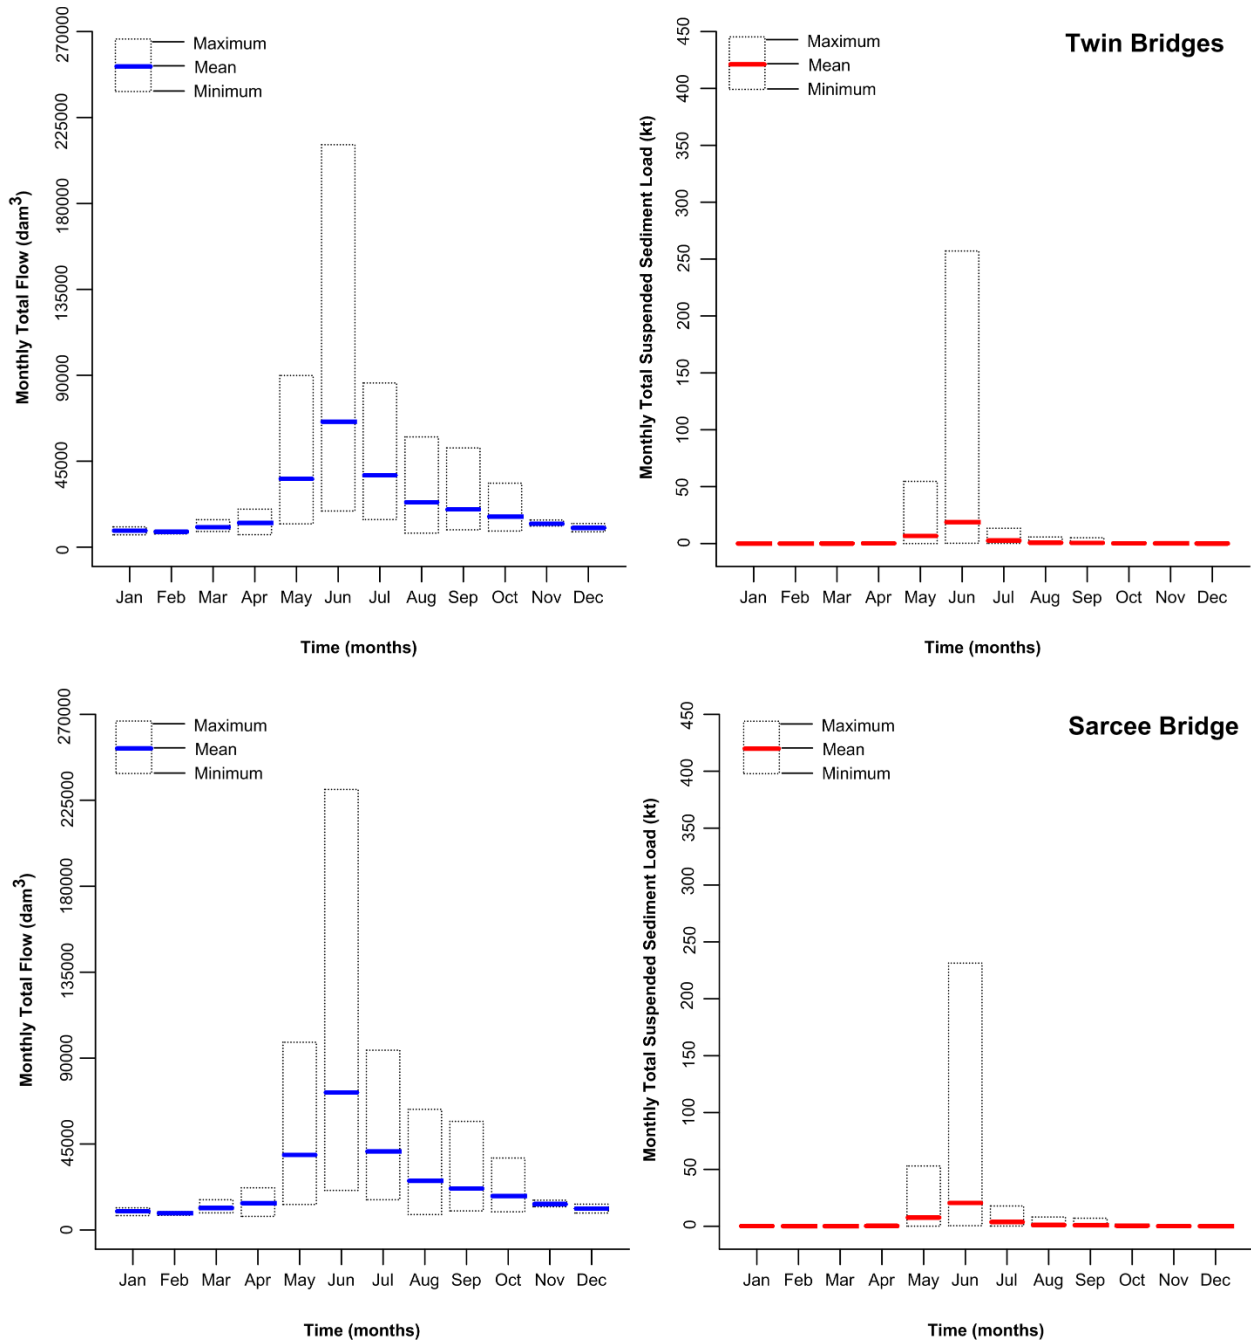 Maximum
Mean
Minimum
270000
225000
180000
135000
90000
45000
0
Monthly Total Flow (dam³)
Jan Feb Mar Apr May Jun Jul Aug Sep Oct Nov Dec
Time (months)
Twin Bridges
Maximum
Mean
Minimum
450
400
350
300
250
200
150
100
50
0
Monthly Total Suspended Sediment Load (kt)
Jan Feb Mar Apr May Jun Jul Aug Sep Oct Nov Dec
Time (months)
Maximum
Mean
Minimum
270000
225000
180000
135000
90000
45000
0
Monthly Total Flow (dam³)
Jan Feb Mar Apr May Jun Jul Aug Sep Oct Nov Dec
Time (months)
Sarcee Bridge
Maximum
Mean
Minimum
450
400
350
300
250
200
150
100
50
0
Monthly Total Suspended Sediment Load (kt)
Jan Feb Mar Apr May Jun Jul Aug Sep Oct Nov Dec
Time (months)